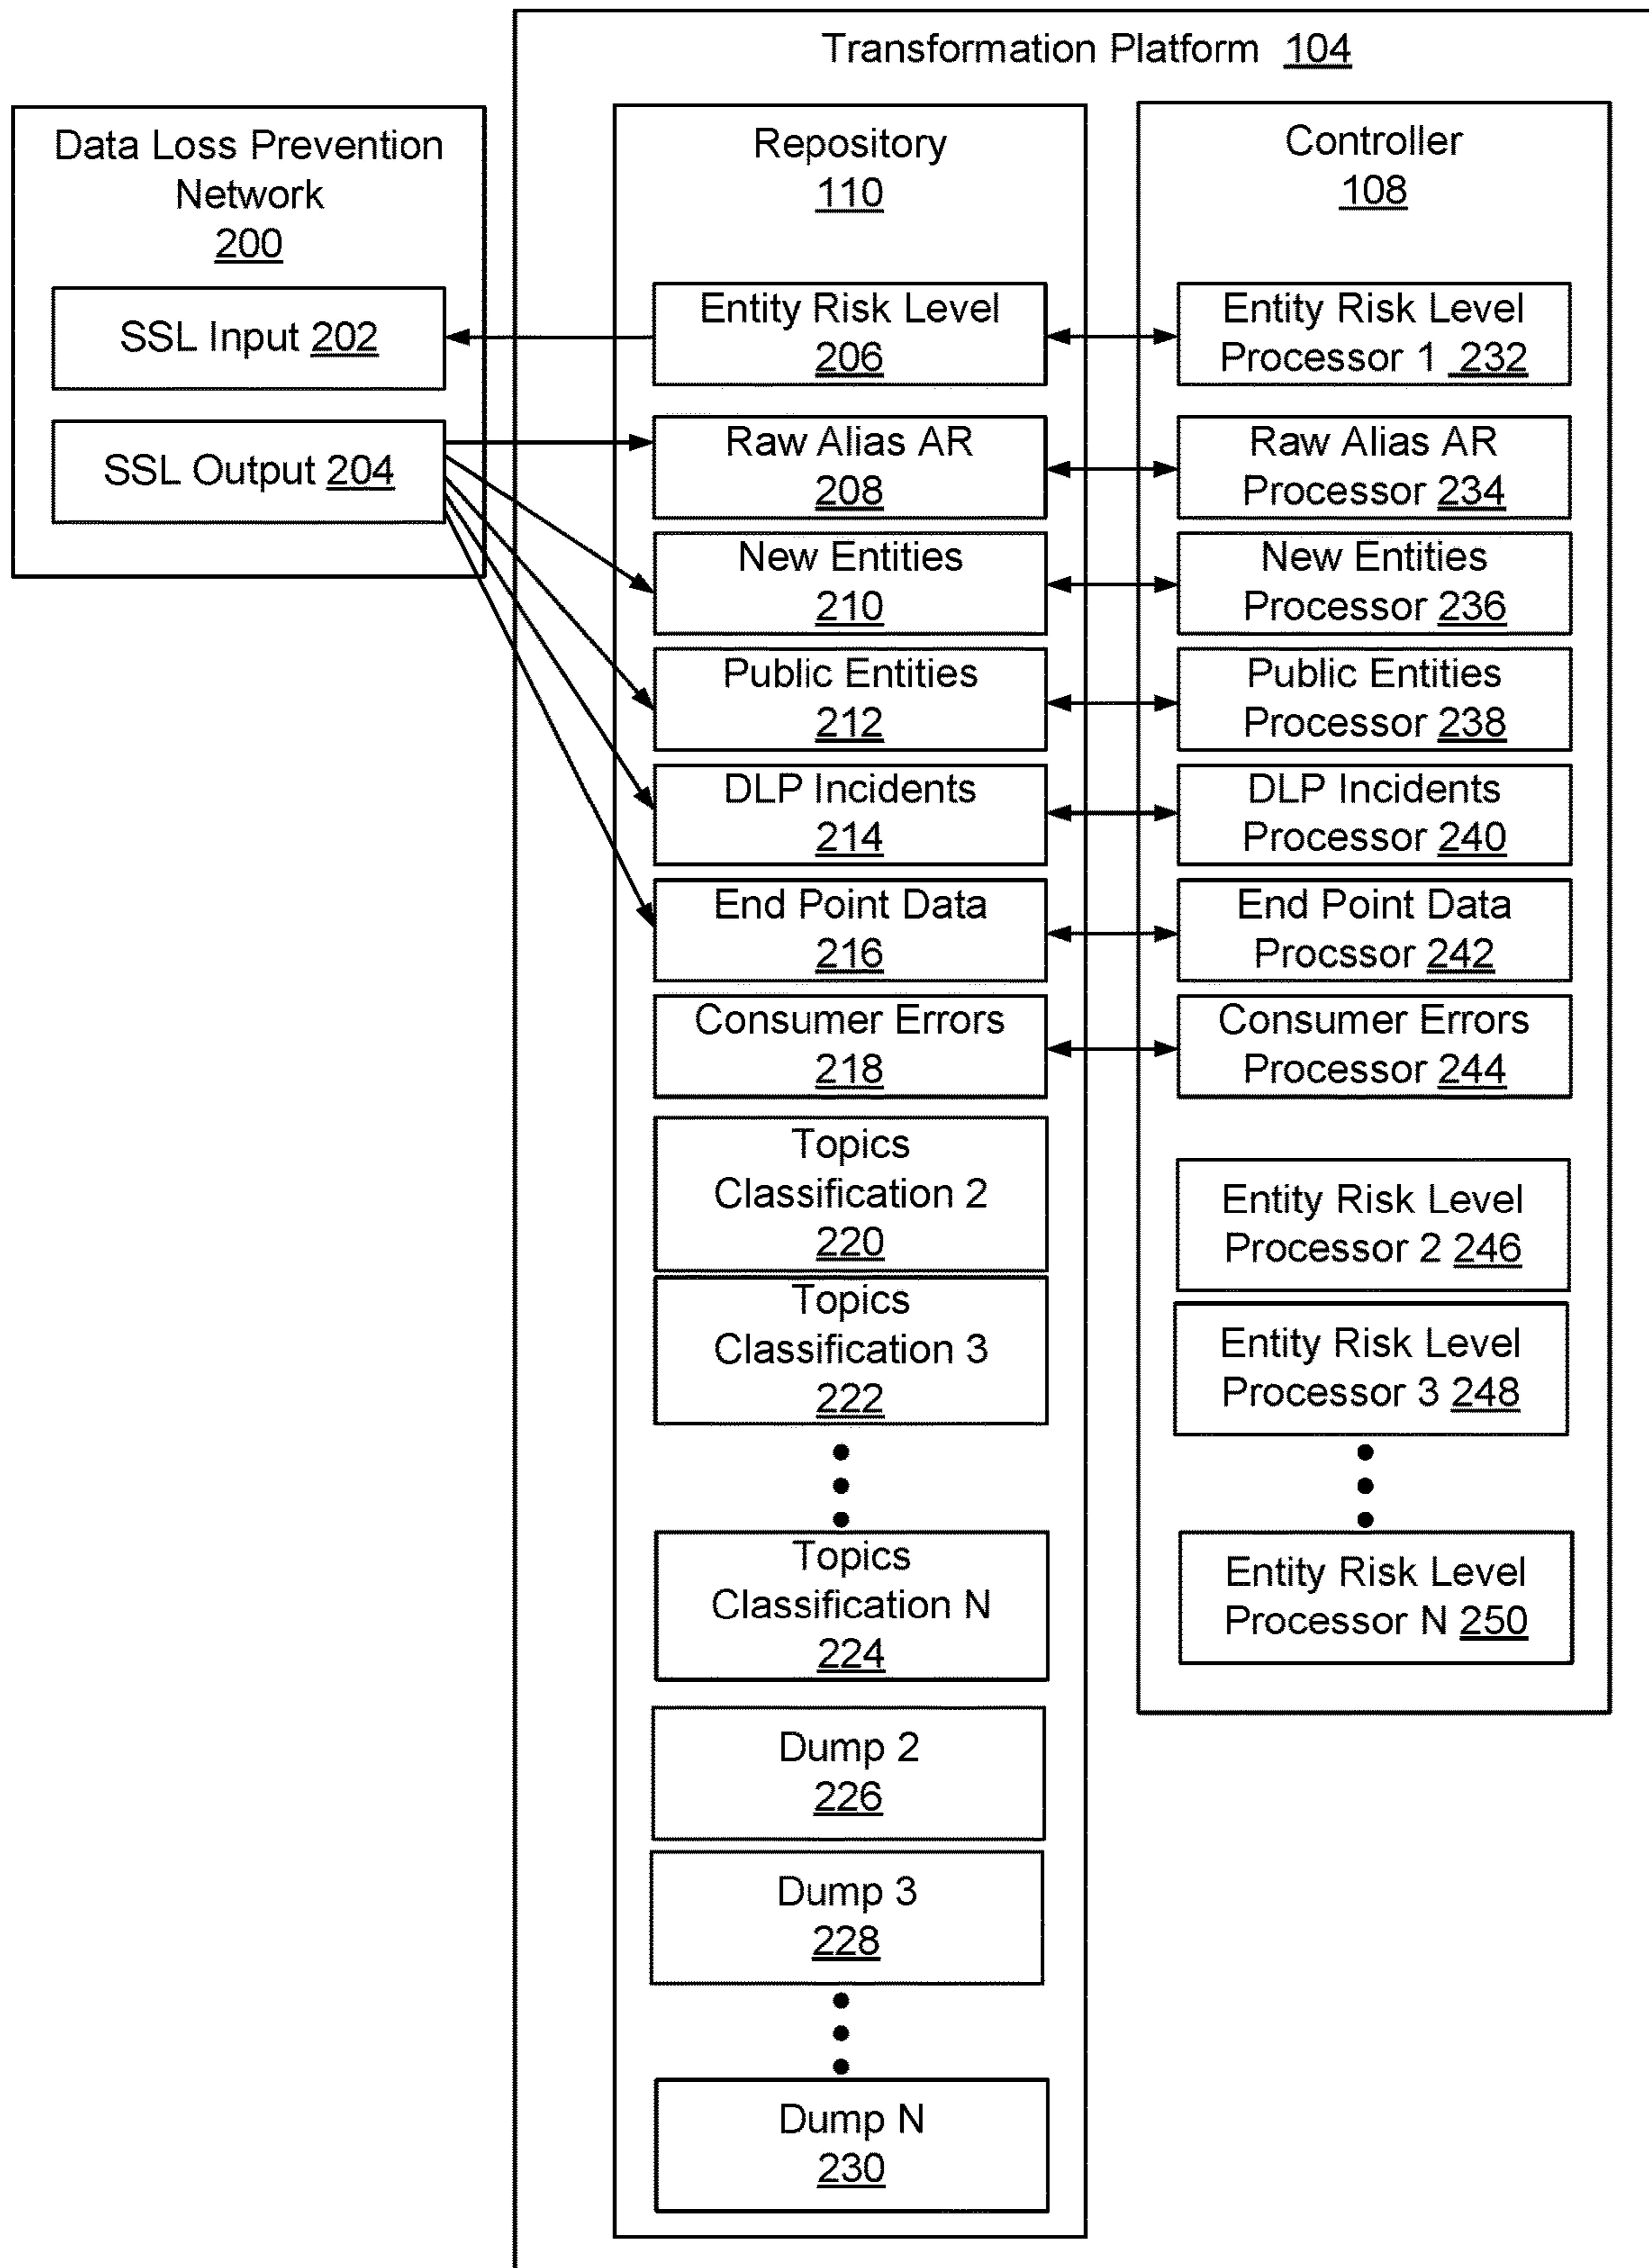 Transformation Platform 104
Data Loss Prevention
Network
200
SSL Input 202
SSL Output 204
Repository
110
Entity Risk Level
206
Raw Alias AR
208
New Entities
210
Public Entities
212
DLP Incidents
214
End Point Data
216
Consumer Errors
218
Topics
Classification 2
220
Topics
Classification 3
222
Topics
Classification N
224
Dump 2
226
Dump 3
228
Dump N
230
Controller
108
Entity Risk Level
Processor 1 232
Raw Alias AR
Processor 234
New Entities
Processor 236
Public Entities
Processor 238
DLP Incidents
Processor 240
End Point Data
Procssor 242
Consumer Errors
Processor 244
Entity Risk Level
Processor 2 246
Entity Risk Level
Processor 3 248
Entity Risk Level
Processor N 250